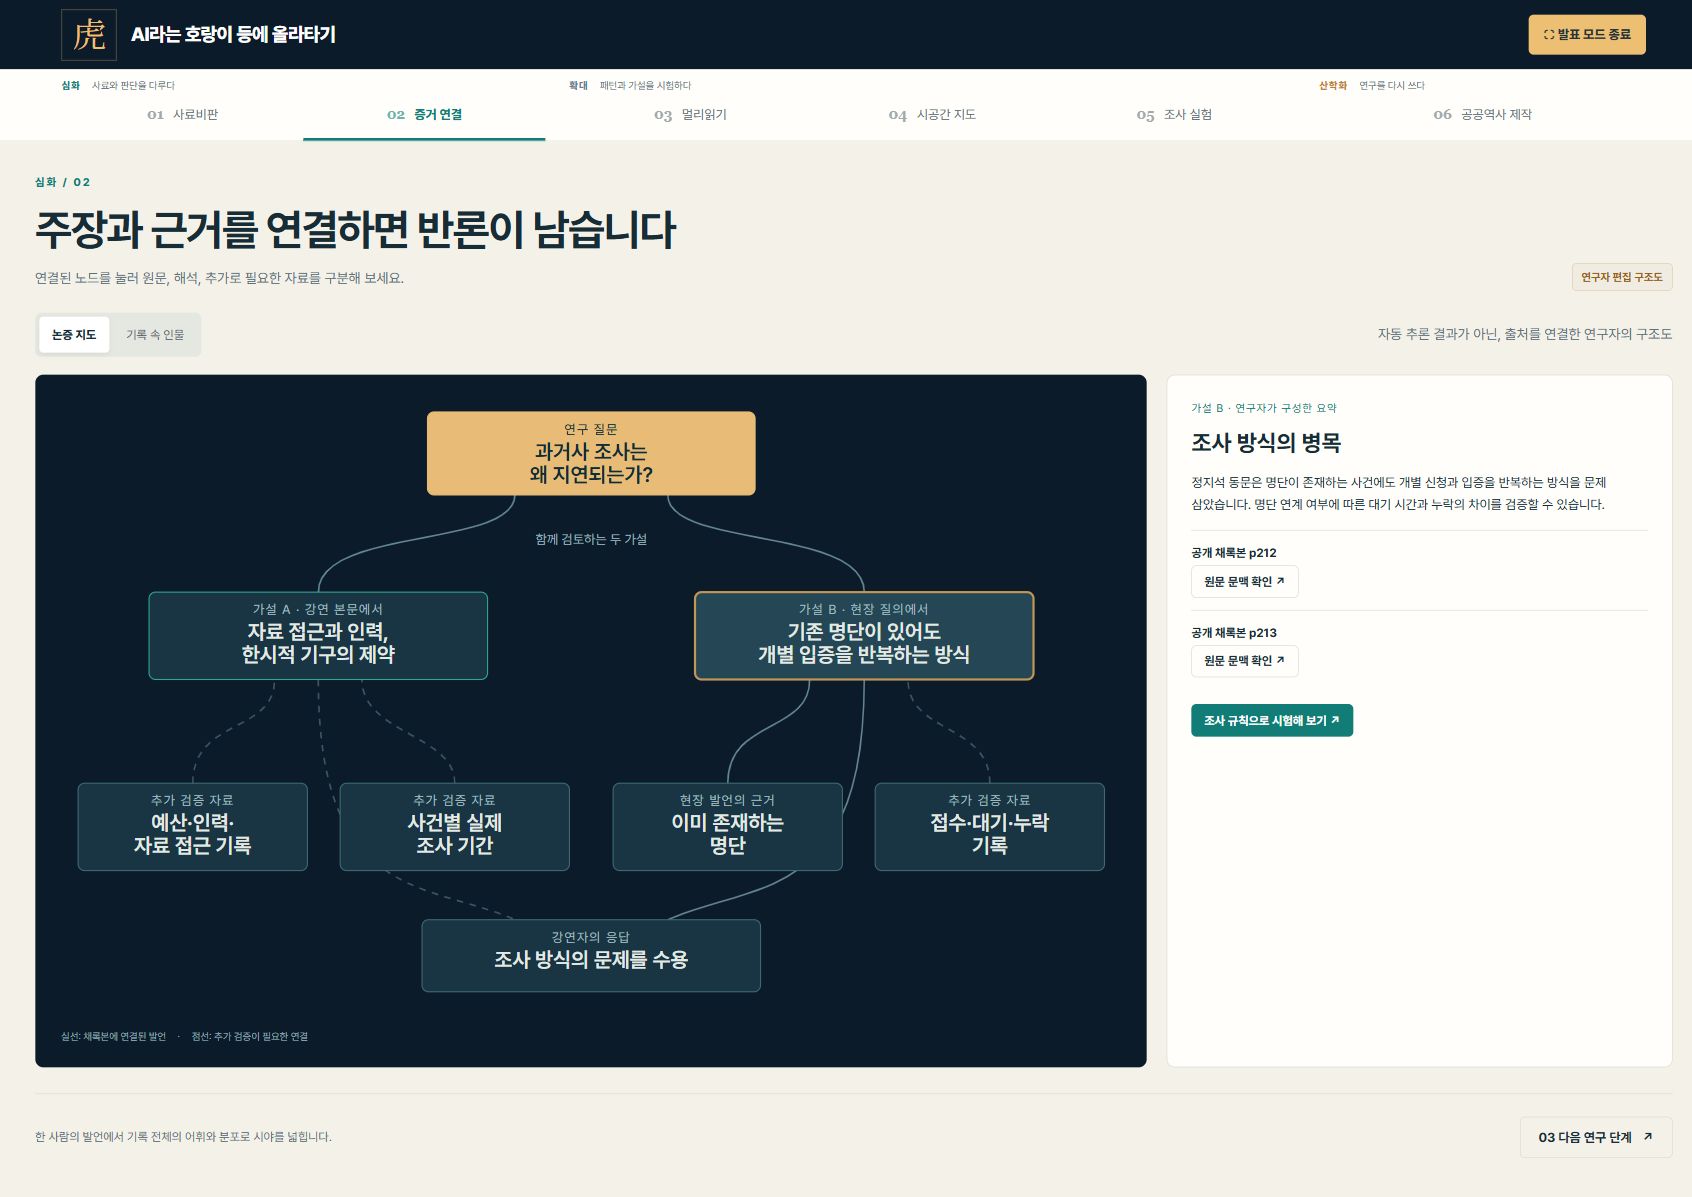 虎
AI라는 호랑이 등에 올라타기
발표 모드 종료
심화 사료와 판단을 다루다
확대 패턴과 가설을 시험하다
산학화 연구를 다시 쓰다
01 사료비판
02 증거 연결
03 멀리읽기
04 시공간 지도
05 조사 실험
06 공공역사 제작
심화 / 02
주장과 근거를 연결하면 반론이 남습니다
연결된 노드를 눌러 원문, 해석, 추가로 필요한 자료를 구분해 보세요.
연구자 편집 구조도
논증 지도
기록 속 인물
자동 추론 결과가 아닌, 출처를 연결한 연구자의 구조도
연구 질문
과거사 조사는
왜 지연되는가?
함께 검토하는 두 가설
가설 A · 강연 본문에서
자료 접근과 인력,
한시적 기구의 제약
가설 B · 현장 질의에서
기존 명단이 있어도
개별 입증을 반복하는 방식
추가 검증 자료
예산·인력·
자료 접근 기록
추가 검증 자료
사건별 실제
조사 기간
현장 발언의 근거
이미 존재하는
명단
추가 검증 자료
접수·대기·누락
기록
강연자의 응답
조사 방식의 문제를 수용
실선: 채록본에 연결된 발언 · 점선: 추가 검증이 필요한 연결
가설 B · 연구자가 구성한 요약
조사 방식의 병목
정지석 동문은 명단이 존재하는 사건에도 개별 신청과 입증을 반복하는 방식을 문제
삼았습니다. 명단 연계 여부에 따른 대기 시간과 누락의 차이를 검증할 수 있습니다.
공개 채록본 p212
원문 문맥 확인 ↗
공개 채록본 p213
원문 문맥 확인 ↗
조사 규칙으로 시험해 보기 ↗
한 사람의 발언에서 기록 전체의 어휘와 분포로 시야를 넓힙니다.
03 다음 연구 단계 ↗